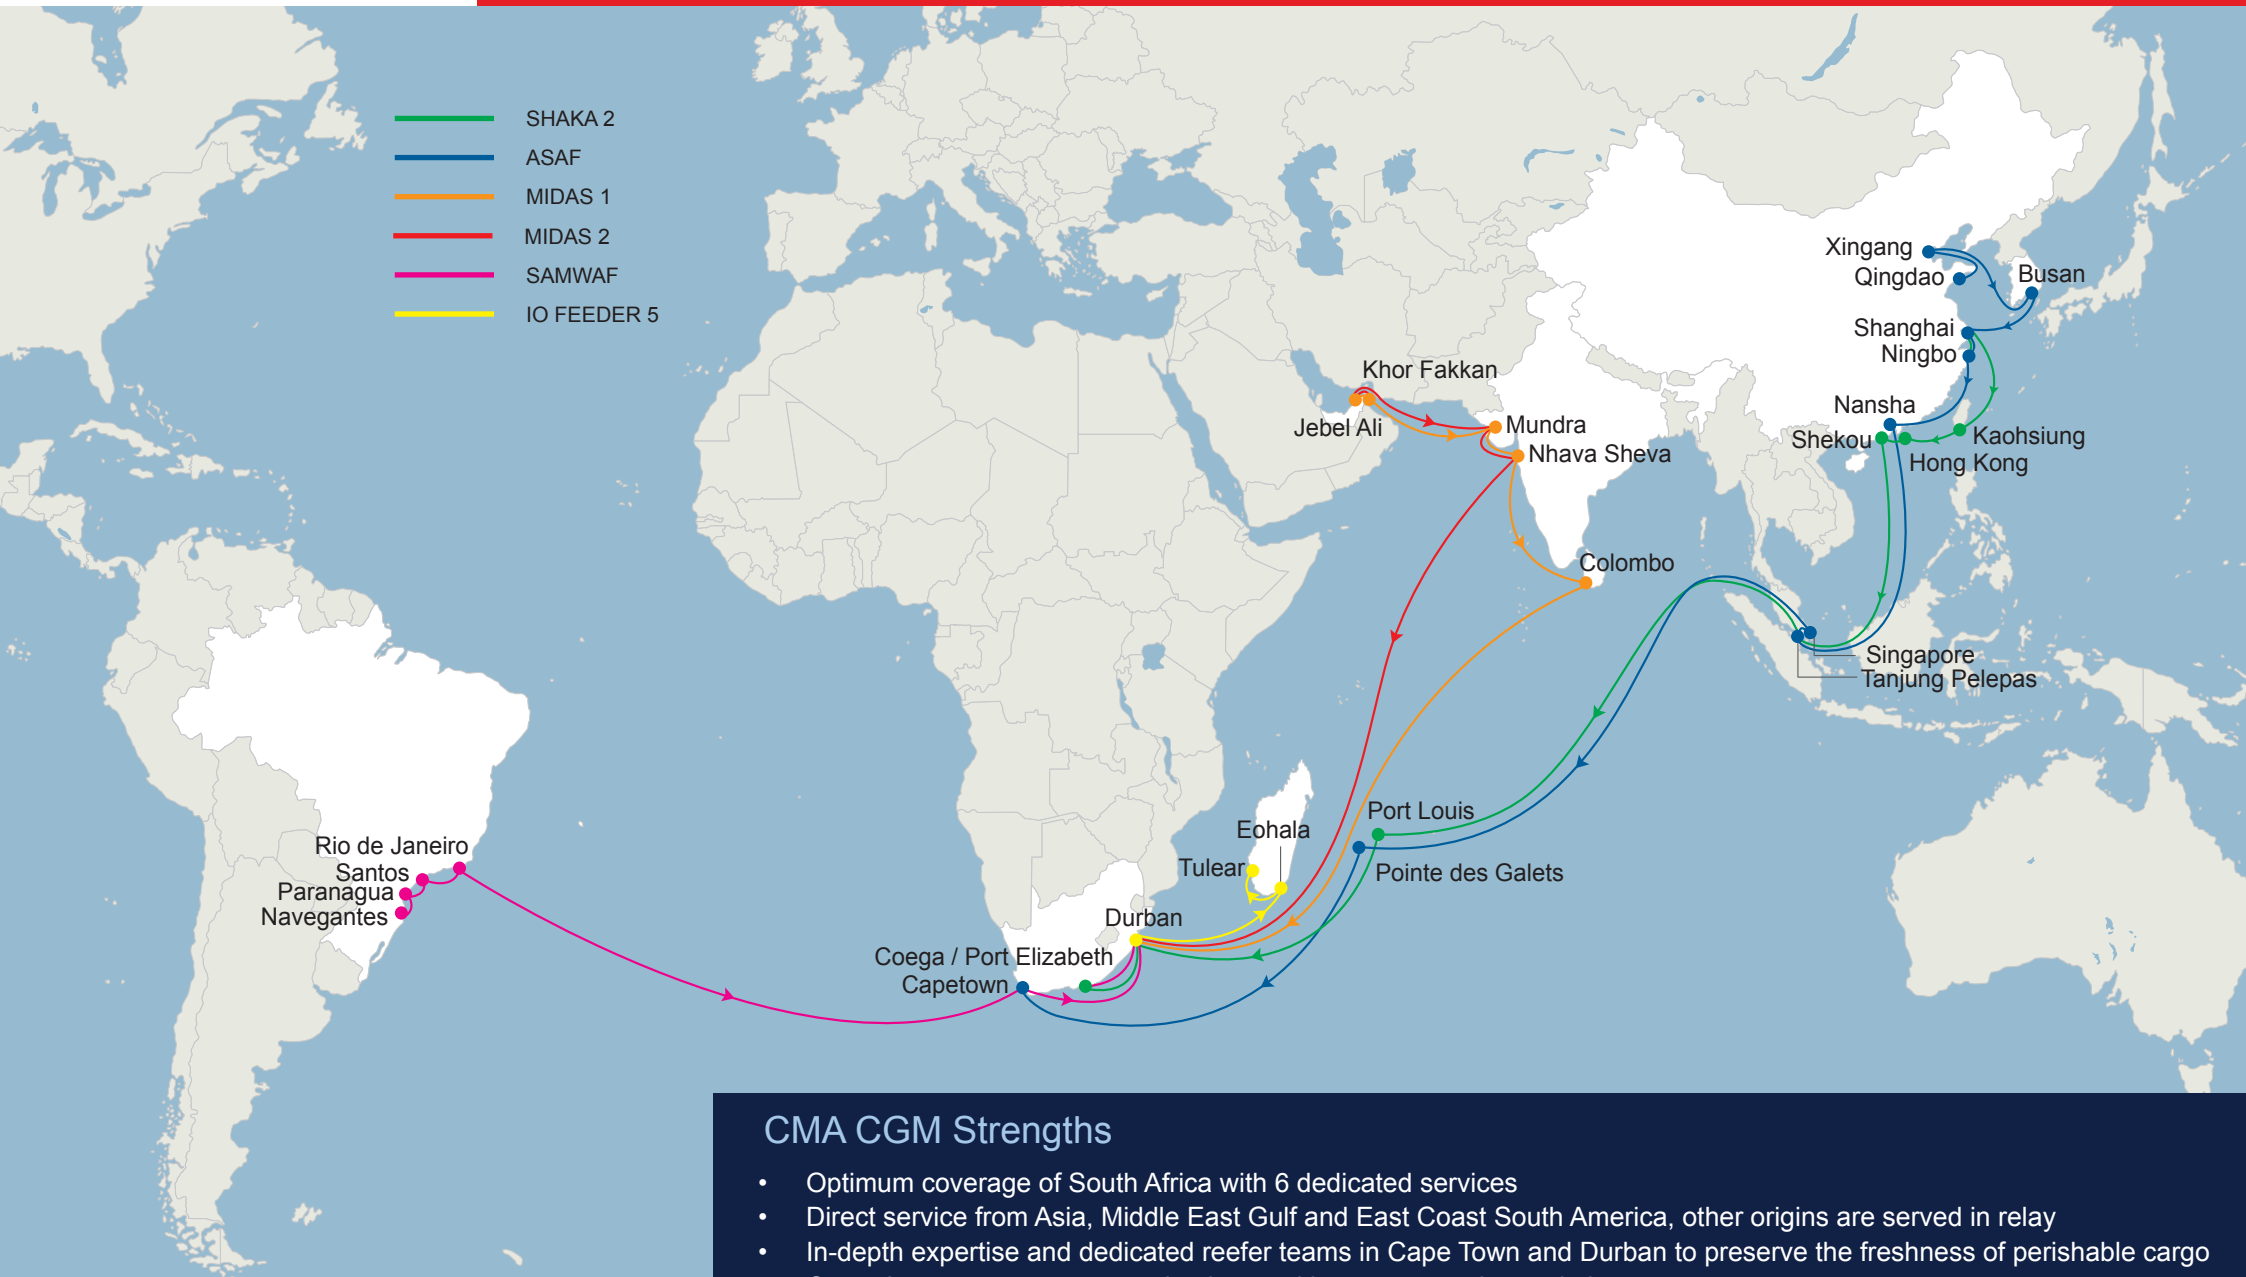 SHAKA 2
ASAF
MIDAS 1
MIDAS 2
SAMWAF
IO FEEDER 5
Xingang
Qingdao
Busan
Shanghai
Ningbo
Khor Fakkan
Jebel Ali
Mundra
Nhava Sheva
Nansha
Shekou
Kaohsiung
Hong Kong
Colombo
Singapore
Tanjung Pelepas
Port Louis
Eohala
Tulear
Pointe des Galets
Rio de Janeiro
Santos
Paranagua
Navegantes
Durban
Coega / Port Elizabeth
Capetown
CMA CGM Strengths
• Optimum coverage of South Africa with 6 dedicated services
• Direct service from Asia, Middle East Gulf and East Coast South America, other origins are served in relay
• In-depth expertise and dedicated reefer teams in Cape Town and Durban to preserve the freshness of perishable cargo